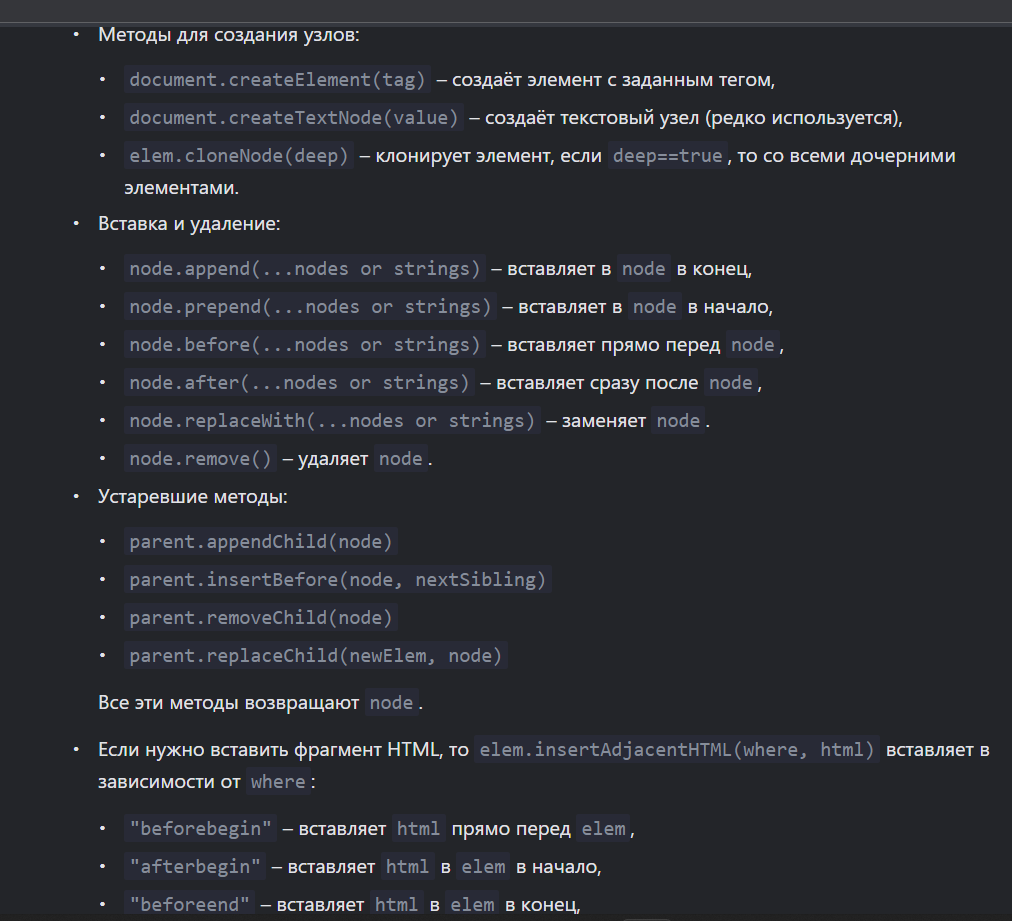 • Методы для создания узлов:
• document.createElement(tag) – создаёт элемент с заданным тегом,
• document.createTextNode(value) – создаёт текстовый узел (редко используется),
• elem.cloneNode(deep) – клонирует элемент, если deep==true, то со всеми дочерними
элементами.
• Вставка и удаление:
• node.append(...nodes or strings) – вставляет в node в конец,
• node.prepend(...nodes or strings) – вставляет в node в начало,
• node.before(...nodes or strings) – вставляет прямо перед node,
• node.after(...nodes or strings) – вставляет сразу после node,
• node.replaceWith(...nodes or strings) – заменяет node.
• node.remove() – удаляет node.
• Устаревшие методы:
• parent.appendChild(node)
• parent.insertBefore(node, nextSibling)
• parent.removeChild(node)
• parent.replaceChild(newElem, node)
Все эти методы возвращают node.
• Если нужно вставить фрагмент HTML, то elem.insertAdjacentHTML(where, html) вставляет в
зависимости от where:
• "beforebegin" – вставляет html прямо перед elem,
• "afterbegin" – вставляет html в elem в начало,
• "beforeend" – вставляет html в elem в конец,